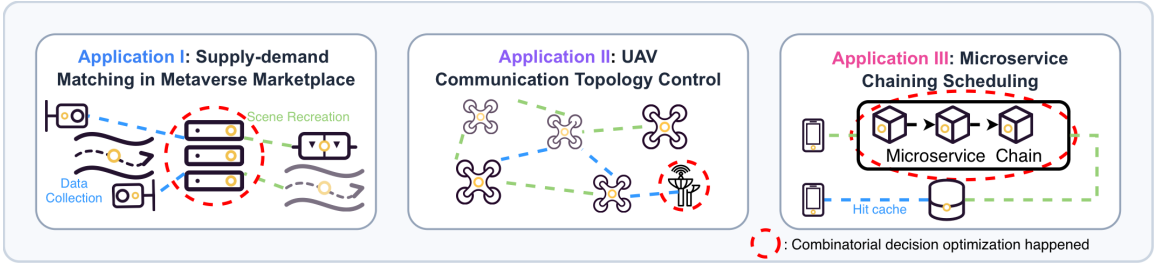 Application I: Supply-demand
Matching in Metaverse Marketplace
Scene Recreation
Data
Collection
Application II: UAV
Communication Topology Control
Application III: Microservice
Chaining Scheduling
Microservice Chain
Hit cache
: Combinatorial decision optimization happened